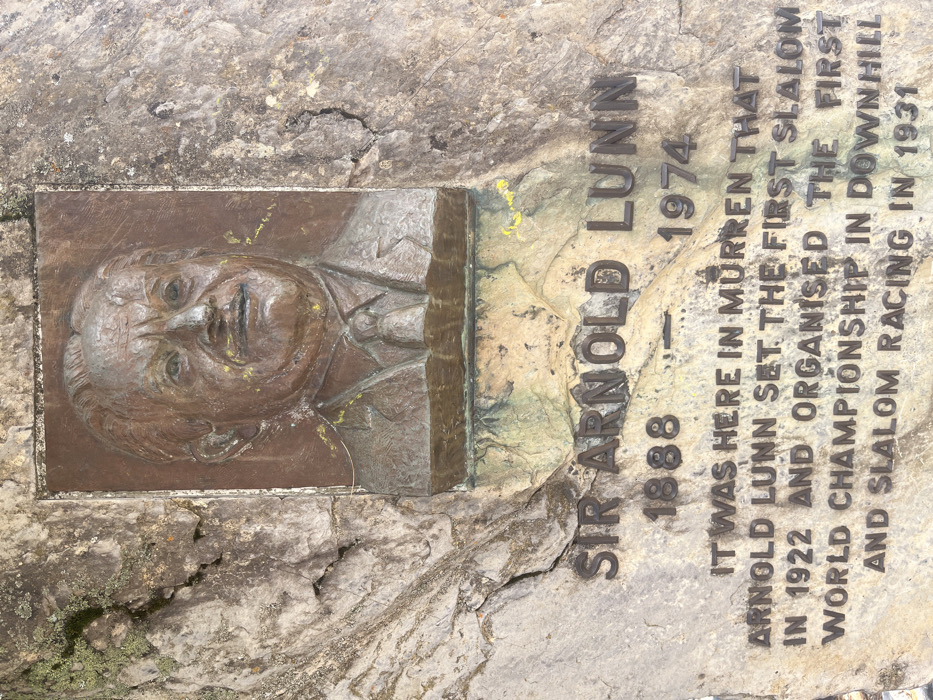 SIR ARNOLD LUNN
1888 — 1974
IT WAS HERE IN MÜRREN THAT
ARNOLD LUNN SET THE FIRST SLALOM
IN 1922 AND ORGANISED THE FIRST
WORLD CHAMPIONSHIP IN DOWNHILL
AND SLALOM RACING IN 1931